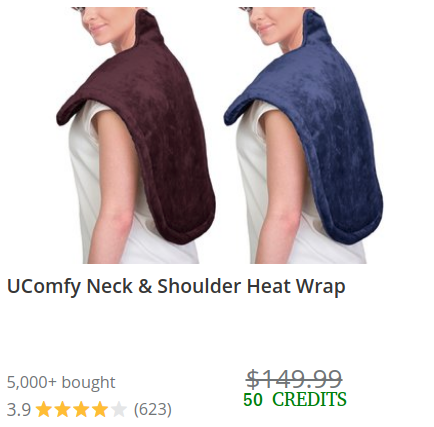 UComfy Neck & Shoulder Heat Wrap
5,000+ bought
$149.99
3.9 (623)
50 CREDITS